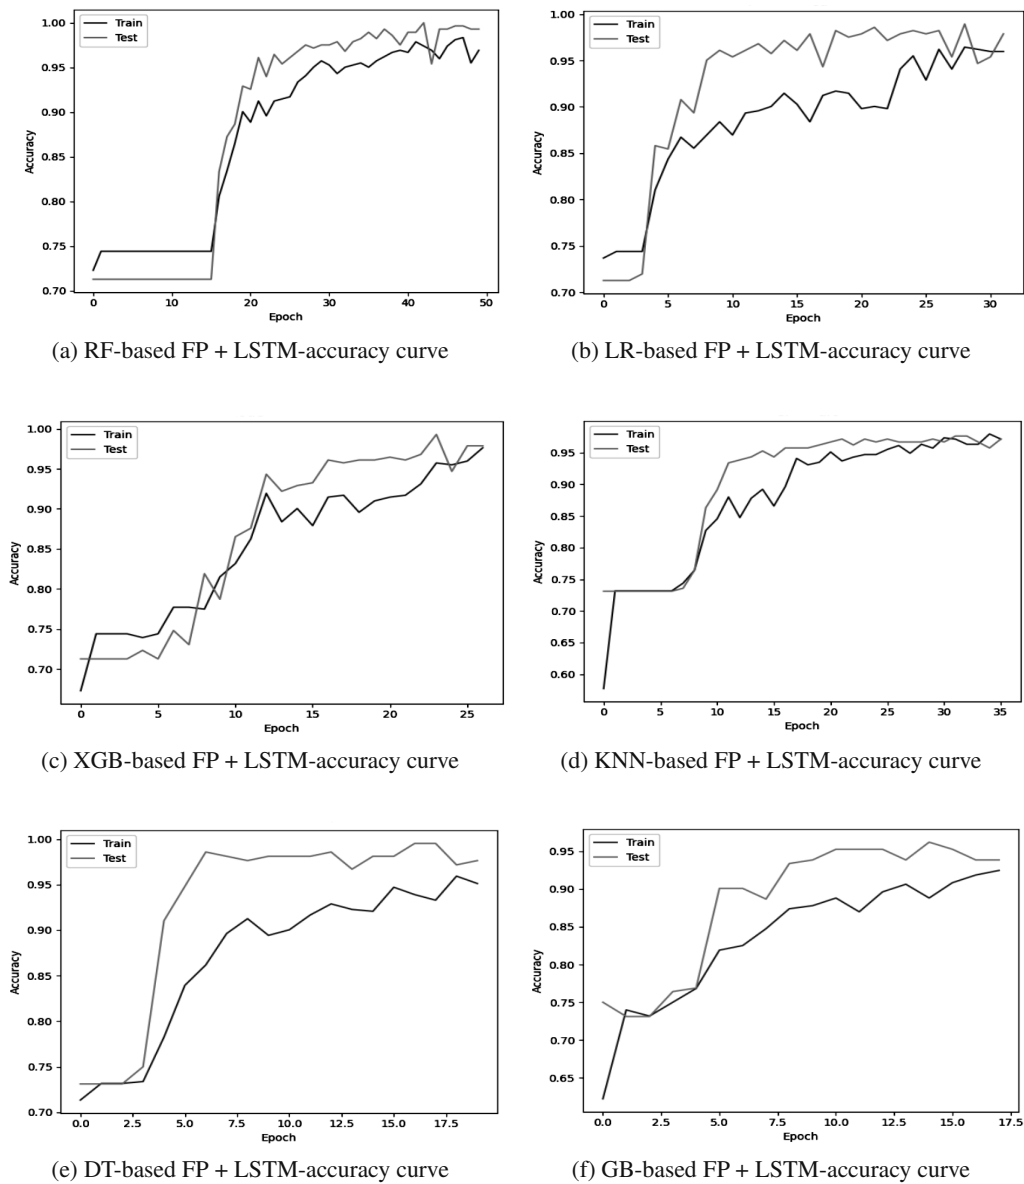 1.00
0.95
0.90
0.85
0.80
0.75
0.70
Accuracy
Train
Test
0 10 20 30 40 50
Epoch
(a) RF-based FP + LSTM-accuracy curve
1.00
0.95
0.90
0.85
0.80
0.75
0.70
Accuracy
Train
Test
0 5 10 15 20 25 30
Epoch
(b) LR-based FP + LSTM-accuracy curve
1.00
0.95
0.90
0.85
0.80
0.75
0.70
Accuracy
Train
Test
0 5 10 15 20 25
Epoch
(c) XGB-based FP + LSTM-accuracy curve
0.95
0.90
0.85
0.80
0.75
0.70
0.65
0.60
Accuracy
Train
Test
0 5 10 15 20 25 30 35
Epoch
(d) KNN-based FP + LSTM-accuracy curve
1.00
0.95
0.90
0.85
0.80
0.75
0.70
Accuracy
Train
Test
0.0 2.5 5.0 7.5 10.0 12.5 15.0 17.5
Epoch
(e) DT-based FP + LSTM-accuracy curve
0.95
0.90
0.85
0.80
0.75
0.70
0.65
Accuracy
Train
Test
0.0 2.5 5.0 7.5 10.0 12.5 15.0 17.5
Epoch
(f) GB-based FP + LSTM-accuracy curve